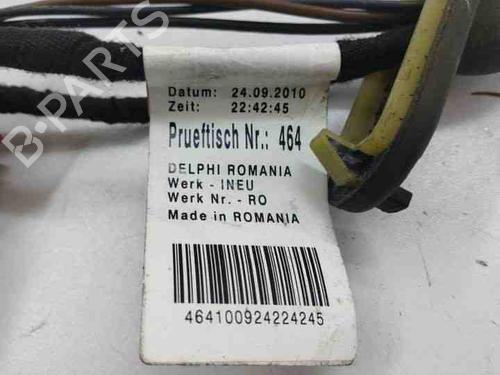 B-PARTS
Datum: 24.09.2010
Zeit: 22:42:45
Prueftisch Nr.: 464
DELPHI ROMANIA
Werk - INEU
Werk Nr. - RO
Made in ROMANIA
464100924224245